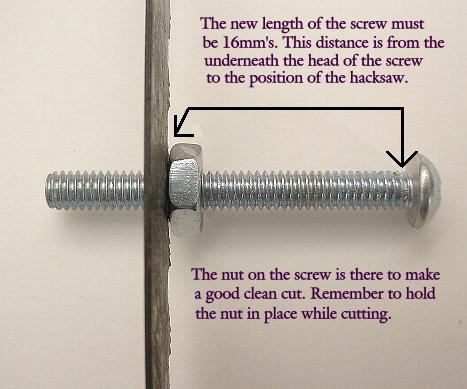 The new length of the screw must
be 16mm's. This distance is from the
underneath the head of the screw
to the position of the hacksaw.
The nut on the screw is there to make
a good clean cut. Remember to hold
the nut in place while cutting.